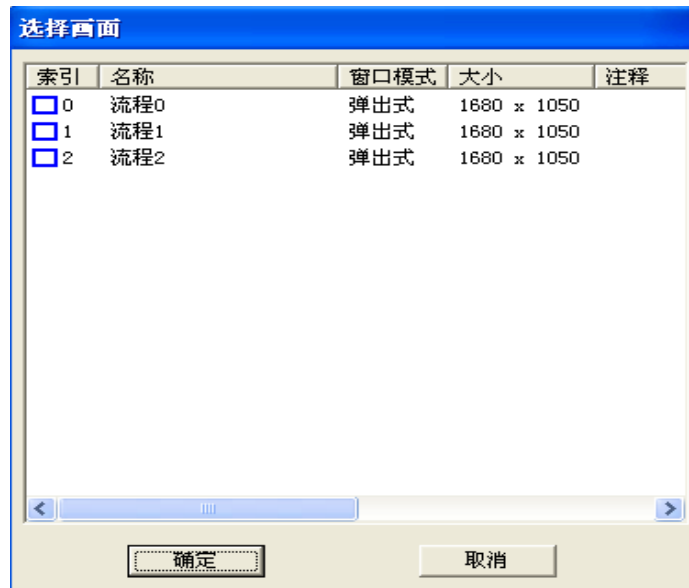 选择画面
索引 名称 窗口模式 大小 注释
0 流程0 弹出式 1680 x 1050
1 流程1 弹出式 1680 x 1050
2 流程2 弹出式 1680 x 1050
确定 取消